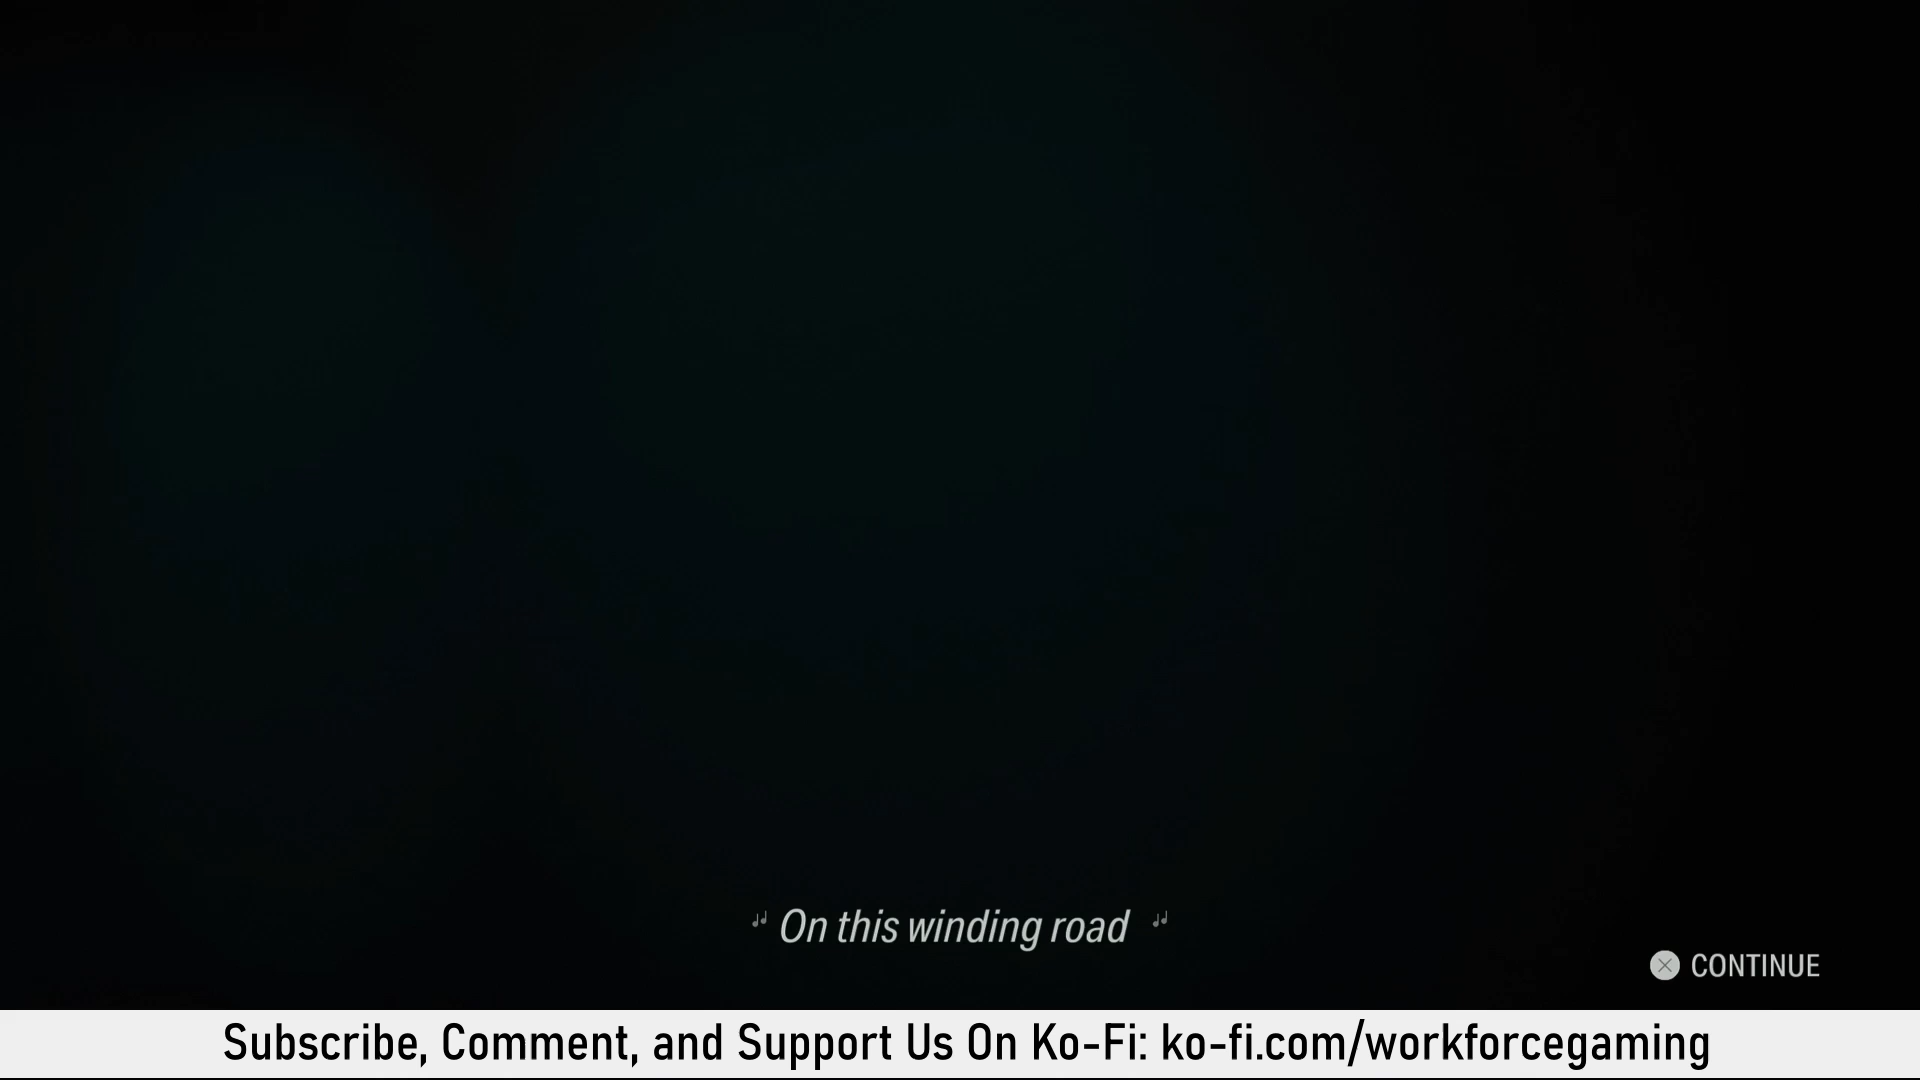 ♫ On this winding road ♫
CONTINUE
Subscribe, Comment, and Support Us On Ko-Fi: ko-fi.com/workforcegaming